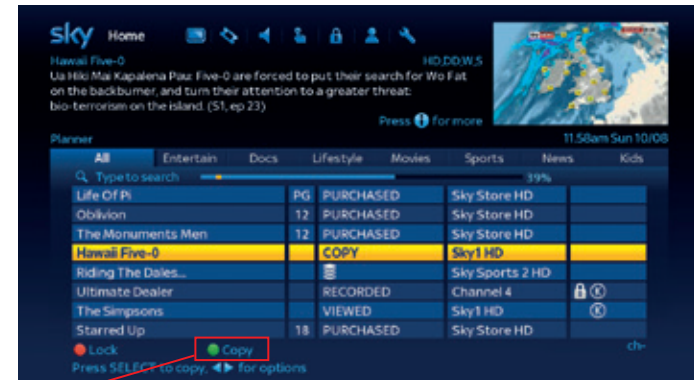 sky Home
Hawaii Five-0 HD,DD,W,S
Ua Hiki Mai Kapalena Pau: Five-0 are forced to put their search for Wo Fat
on the backburner, and turn their attention to a greater threat:
bio-terrorism on the island. (S1, ep 23)
Press i for more
Planner 11.58am Sun 10/08
All Entertain Docs Lifestyle Movies Sports News Kids
Type to search 39%
Life Of Pi PG PURCHASED Sky Store HD
Oblivion 12 PURCHASED Sky Store HD
The Monuments Men 12 PURCHASED Sky Store HD
Hawaii Five-0 COPY Sky1 HD
Riding The Dales... Sky Sports 2 HD
Ultimate Dealer RECORDED Channel 4 K
The Simpsons VIEWED Sky1 HD K
Starred Up 18 PURCHASED Sky Store HD
Lock Copy ch-
Press SELECT to copy, ◀▶ for options